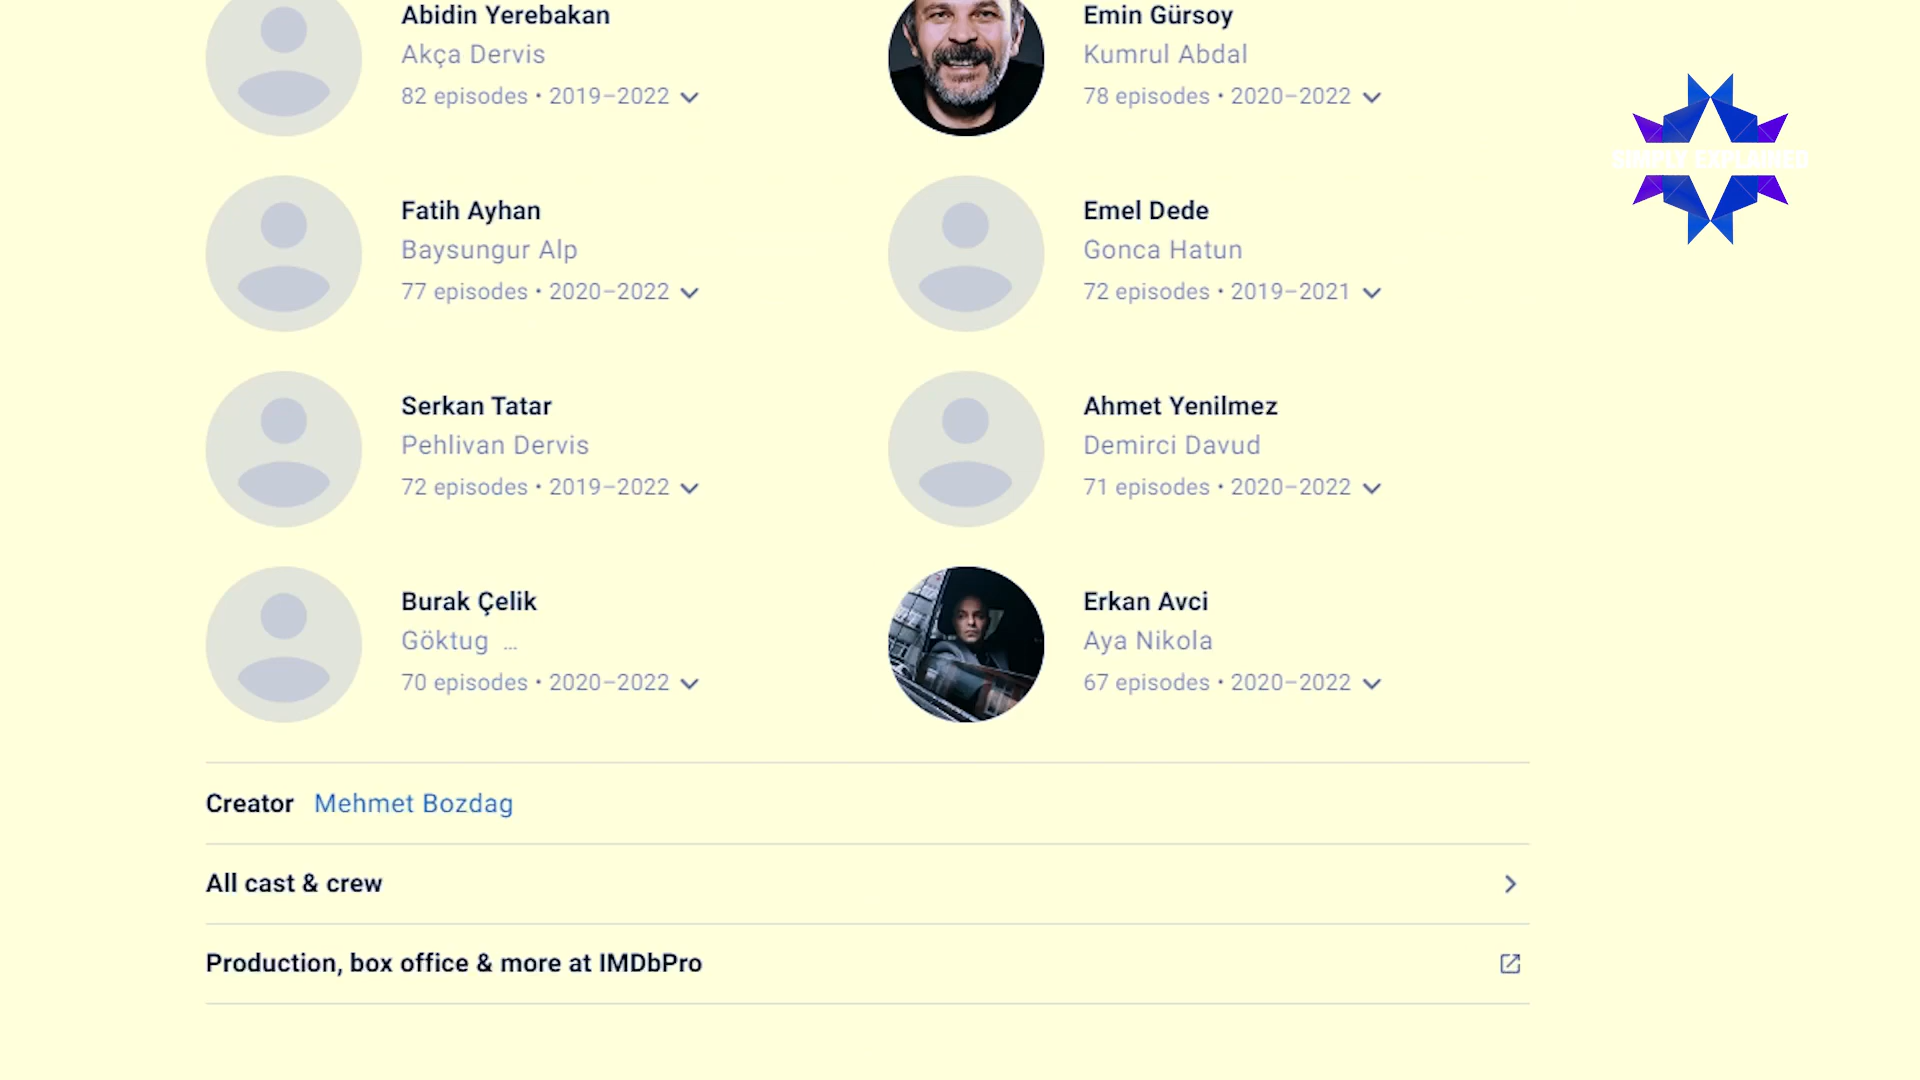 Abidin Yerebakan
Akça Dervis
82 episodes • 2019–2022
Emin Gürsoy
Kumrul Abdal
78 episodes • 2020–2022
SIMPLY EXPLAINED
Fatih Ayhan
Baysungur Alp
77 episodes • 2020–2022
Emel Dede
Gonca Hatun
72 episodes • 2019–2021
Serkan Tatar
Pehlivan Dervis
72 episodes • 2019–2022
Ahmet Yenilmez
Demirci Davud
71 episodes • 2020–2022
Burak Çelik
Göktug ...
70 episodes • 2020–2022
Erkan Avci
Aya Nikola
67 episodes • 2020–2022
Creator Mehmet Bozdag
All cast & crew
Production, box office & more at IMDbPro